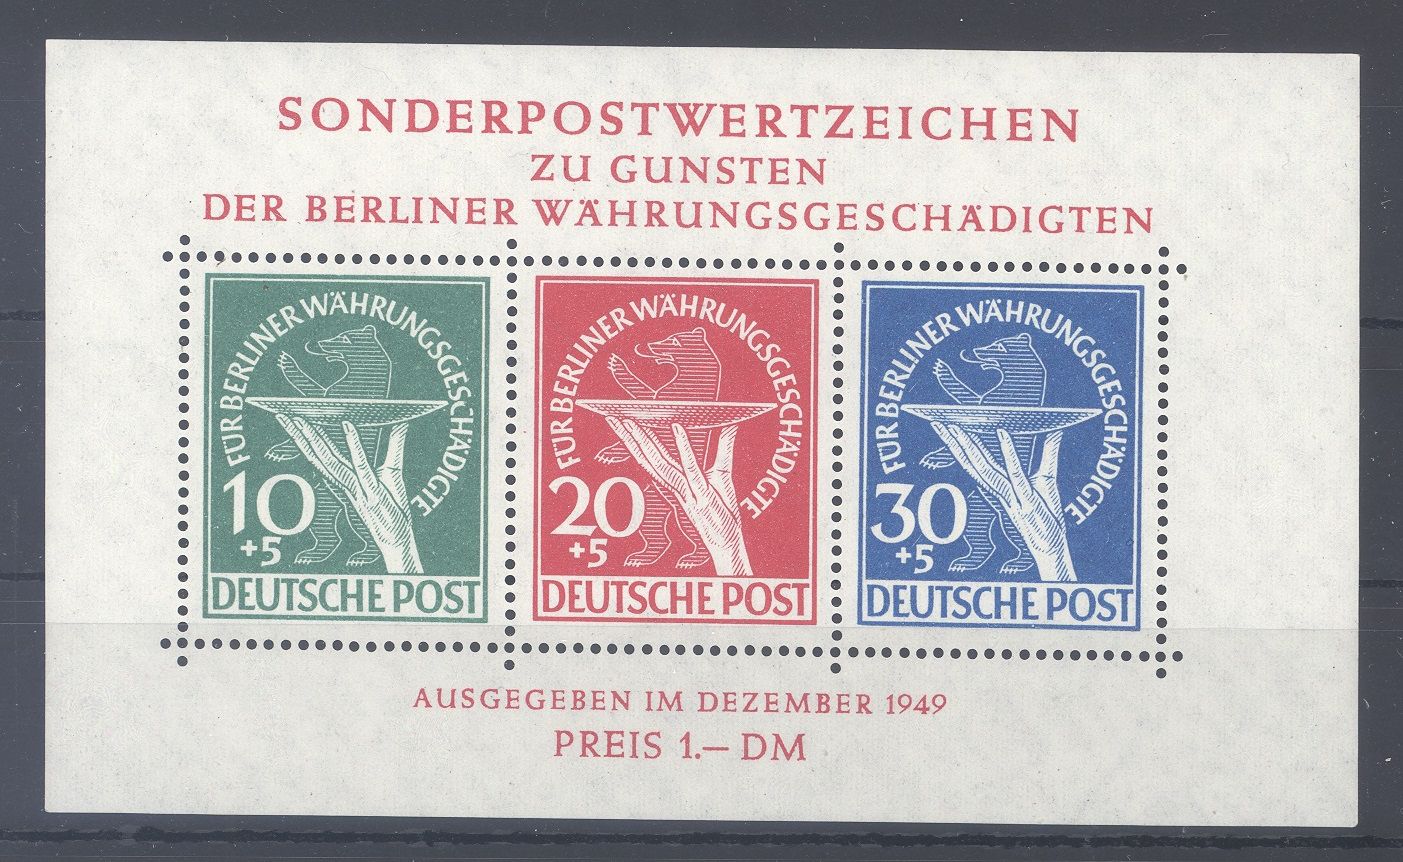 SONDERPOSTWERTZEICHEN
ZU GUNSTEN
DER BERLINER WÄHRUNGSGESCHÄDIGTEN
FÜR BERLINER WÄHRUNGSGESCHÄDIGTE
10
+5
DEUTSCHE POST
FÜR BERLINER WÄHRUNGSGESCHÄDIGTE
20
+5
DEUTSCHE POST
FÜR BERLINER WÄHRUNGSGESCHÄDIGTE
30
+5
DEUTSCHE POST
AUSGEGEBEN IM DEZEMBER 1949
PREIS 1.— DM